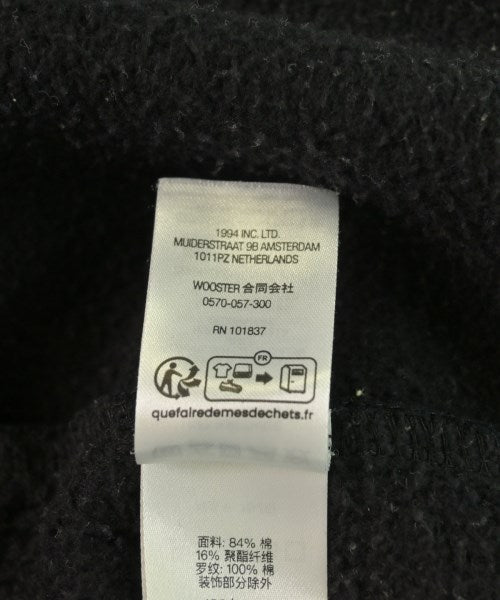 1994 INC. LTD.
MUIDERSTRAAT 9B AMSTERDAM
1011PZ NETHERLANDS
WOOSTER 合同会社
0570-057-300
RN 101837
FR
quefairedemesdechets.fr
面料: 84% 棉
16% 聚酯纤维
罗纹: 100% 棉
装饰部分除外